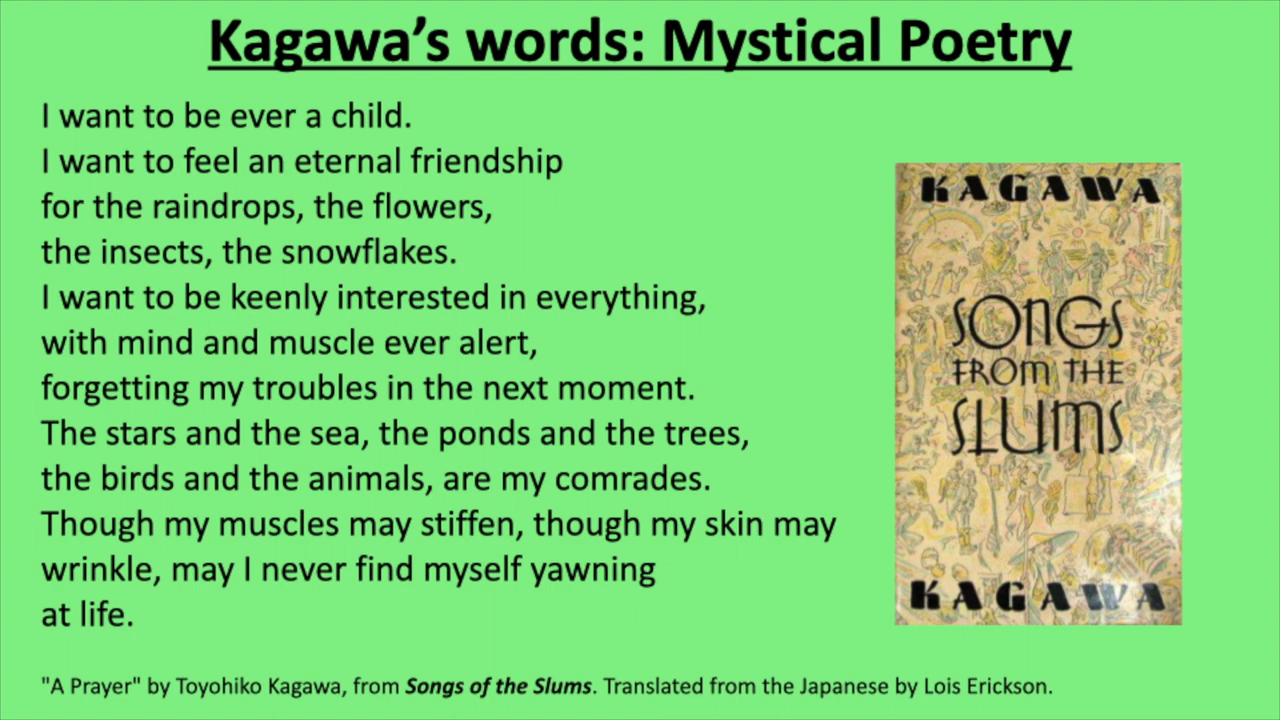 Kagawa’s words: Mystical Poetry
I want to be ever a child.
I want to feel an eternal friendship
for the raindrops, the flowers,
the insects, the snowflakes.
I want to be keenly interested in everything,
with mind and muscle ever alert,
forgetting my troubles in the next moment.
The stars and the sea, the ponds and the trees,
the birds and the animals, are my comrades.
Though my muscles may stiffen, though my skin may
wrinkle, may I never find myself yawning
at life.
"A Prayer" by Toyohiko Kagawa, from Songs of the Slums. Translated from the Japanese by Lois Erickson.
KAGAWA
SONGS
FROM THE
SLUMS
KAGAWA